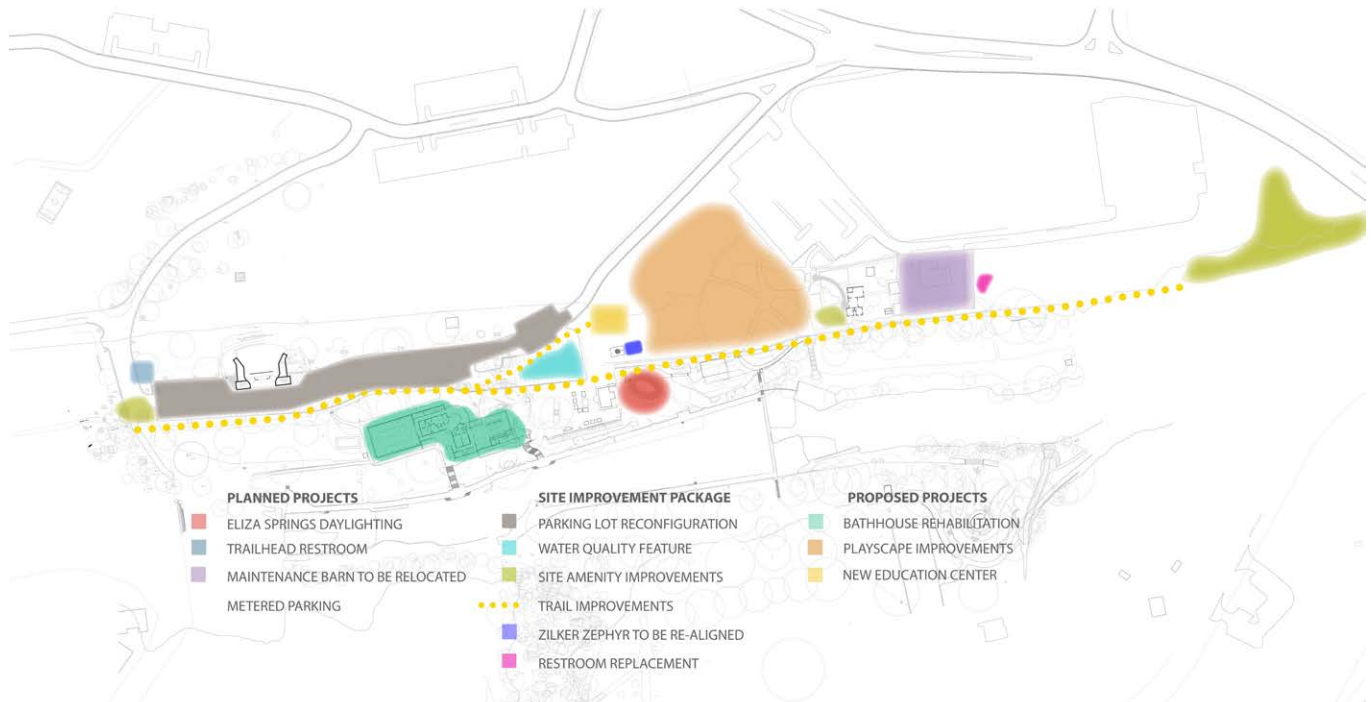 PLANNED PROJECTS
ELIZA SPRINGS DAYLIGHTING
TRAILHEAD RESTROOM
MAINTENANCE BARN TO BE RELOCATED
METERED PARKING
SITE IMPROVEMENT PACKAGE
PARKING LOT RECONFIGURATION
WATER QUALITY FEATURE
SITE AMENITY IMPROVEMENTS
TRAIL IMPROVEMENTS
ZILKER ZEPHYR TO BE RE-ALIGNED
RESTROOM REPLACEMENT
PROPOSED PROJECTS
BATHHOUSE REHABILITATION
PLAYSCAPE IMPROVEMENTS
NEW EDUCATION CENTER